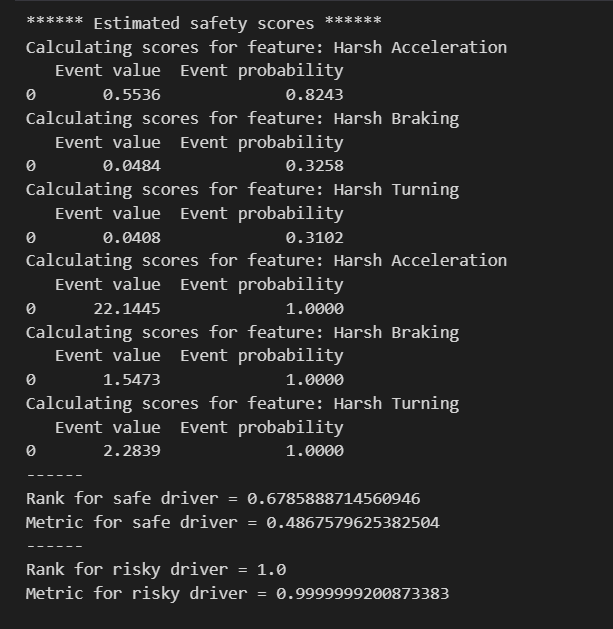 ****** Estimated safety scores ******
Calculating scores for feature: Harsh Acceleration
   Event value  Event probability
0       0.5536             0.8243
Calculating scores for feature: Harsh Braking
   Event value  Event probability
0       0.0484             0.3258
Calculating scores for feature: Harsh Turning
   Event value  Event probability
0       0.0408             0.3102
Calculating scores for feature: Harsh Acceleration
   Event value  Event probability
0      22.1445             1.0000
Calculating scores for feature: Harsh Braking
   Event value  Event probability
0       1.5473             1.0000
Calculating scores for feature: Harsh Turning
   Event value  Event probability
0       2.2839             1.0000
------
Rank for safe driver = 0.6785888714560946
Metric for safe driver = 0.4867579625382504
------
Rank for risky driver = 1.0
Metric for risky driver = 0.9999999200873383